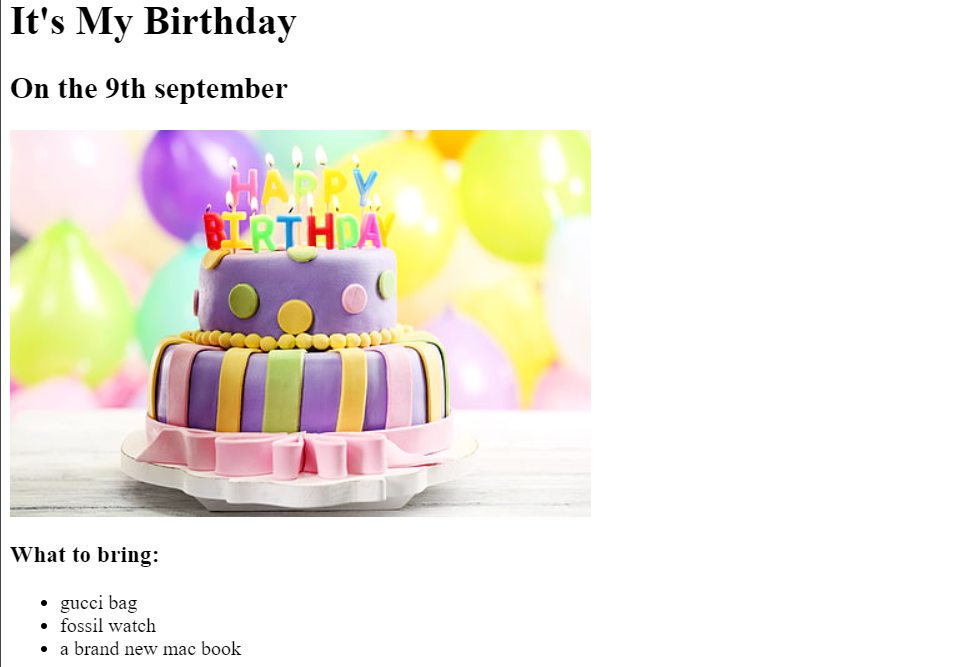 It's My Birthday
On the 9th september
HAPPY
BIRTHDAY
What to bring:
gucci bag
fossil watch
a brand new mac book